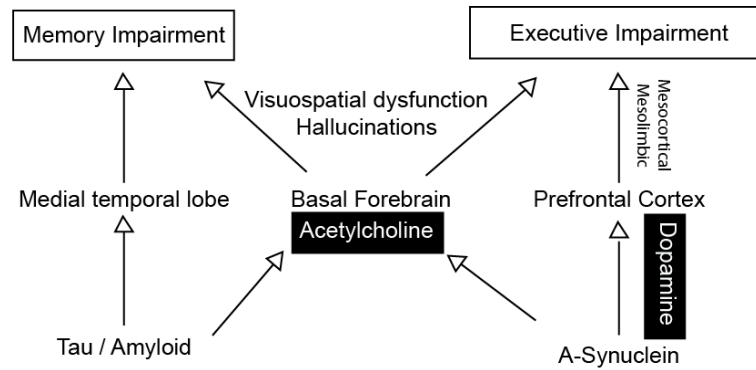 Memory Impairment
Executive Impairment
Visuospatial dysfunction
Hallucinations
Mesocortical
Mesolimbic
Medial temporal lobe
Basal Forebrain
Prefrontal Cortex
Acetylcholine
Dopamine
Tau / Amyloid
A-Synuclein